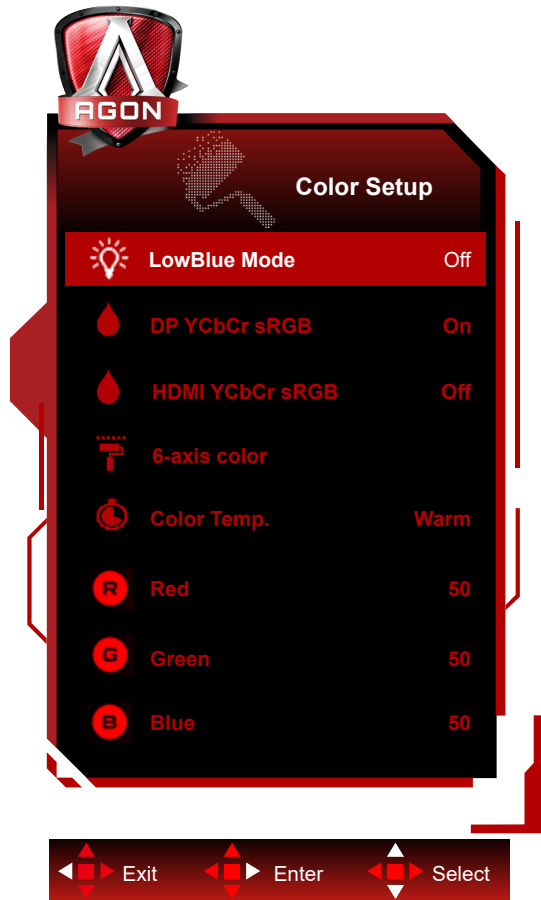 AGON
Color Setup
LowBlue Mode Off
DP YCbCr sRGB On
HDMI YCbCr sRGB Off
6-axis color
Color Temp. Warm
R Red 50
G Green 50
B Blue 50
Exit Enter Select